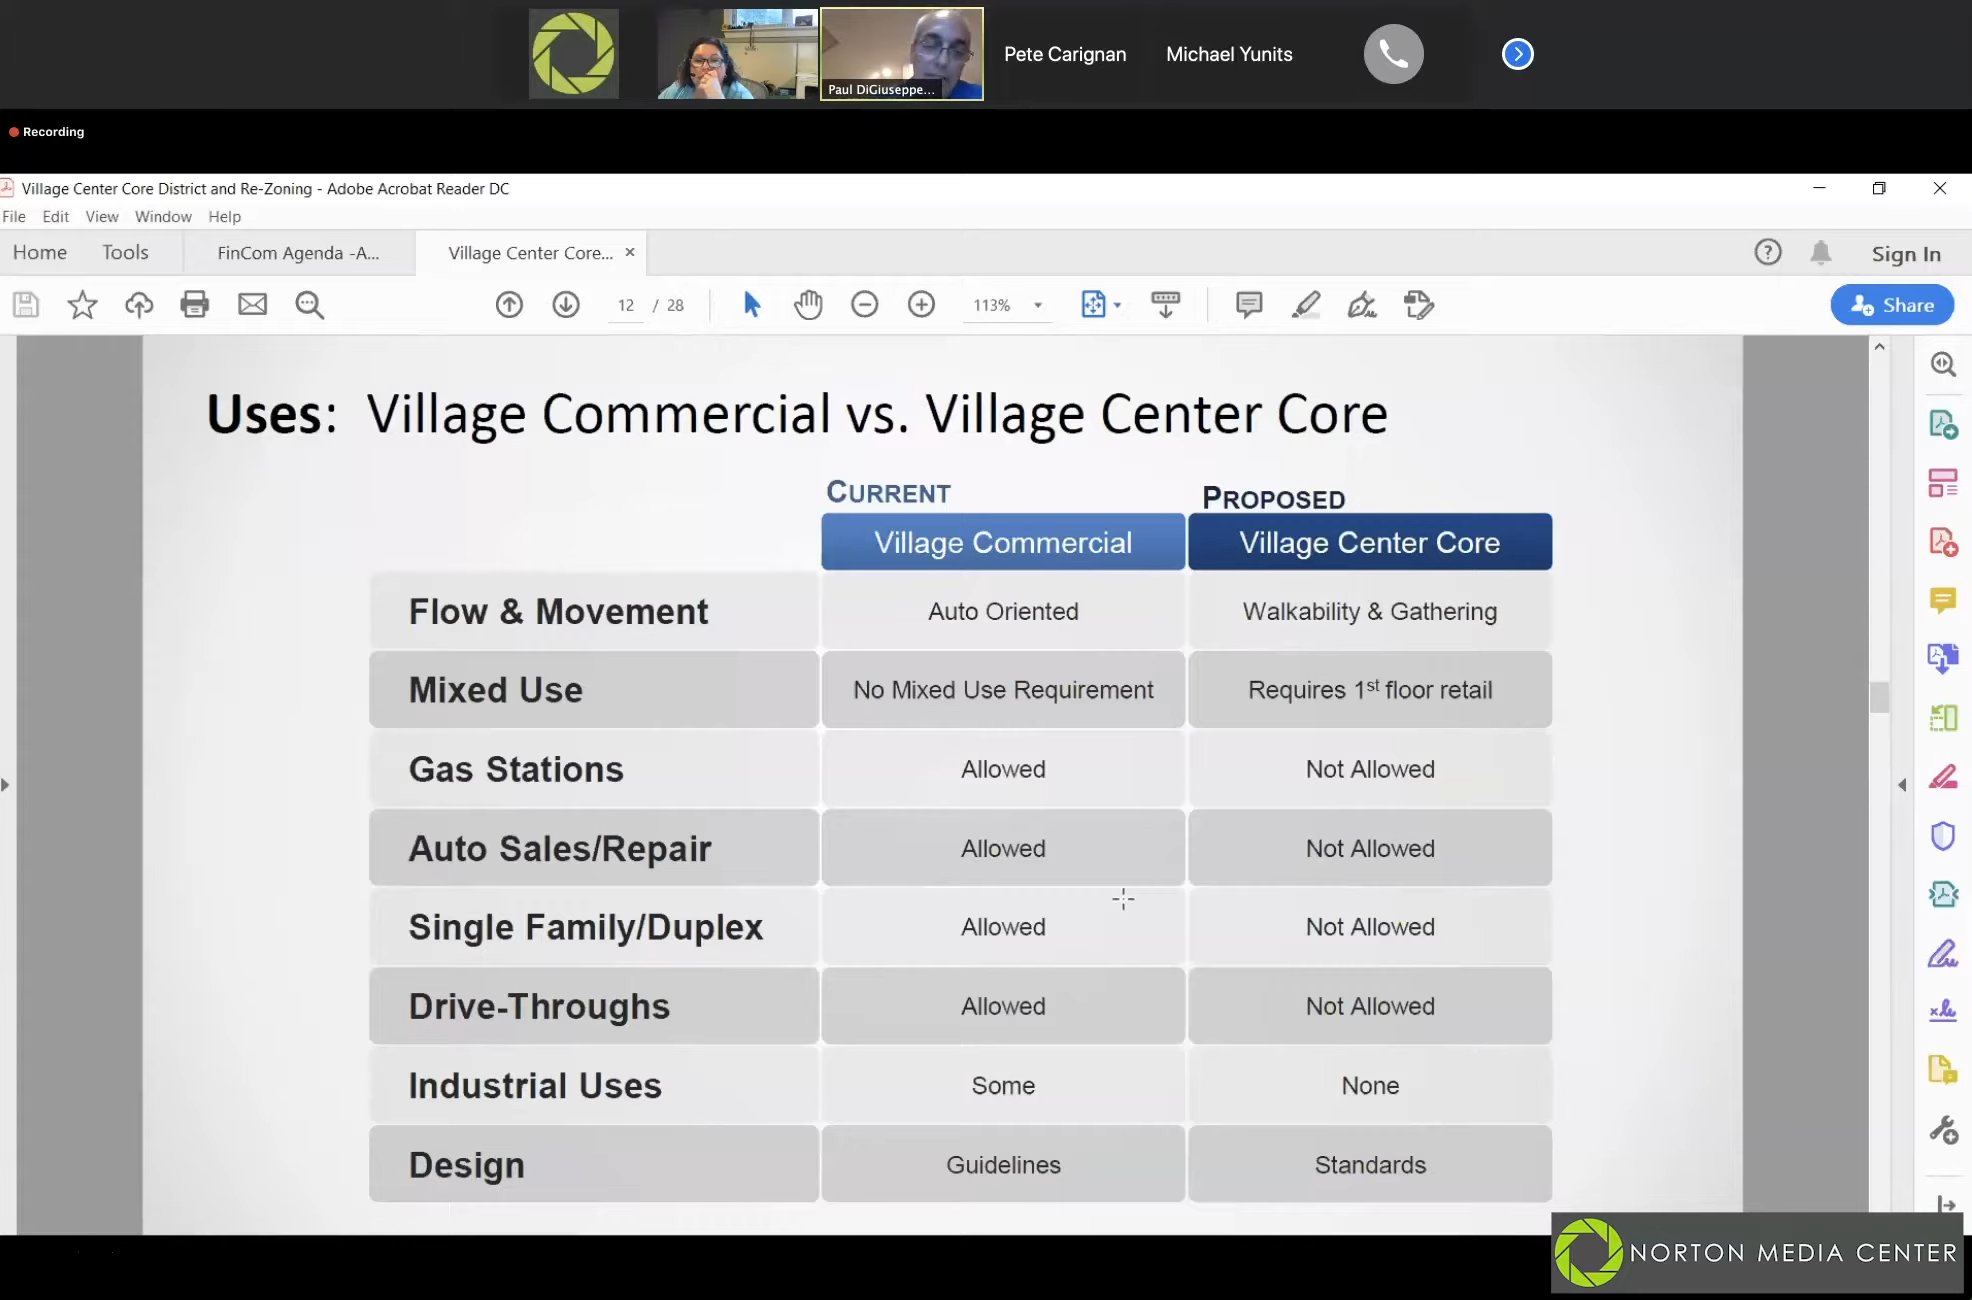 Paul DiGiuseppe...
Pete Carignan
Michael Yunits
Recording
Village Center Core District and Re-Zoning - Adobe Acrobat Reader DC
File Edit View Window Help
Home Tools FinCom Agenda -A... Village Center Core... × Sign In
12 / 28 113% Share
Uses: Village Commercial vs. Village Center Core
CURRENT PROPOSED
Village Commercial Village Center Core
Flow & Movement Auto Oriented Walkability & Gathering
Mixed Use No Mixed Use Requirement Requires 1st floor retail
Gas Stations Allowed Not Allowed
Auto Sales/Repair Allowed Not Allowed
Single Family/Duplex Allowed Not Allowed
Drive-Throughs Allowed Not Allowed
Industrial Uses Some None
Design Guidelines Standards
NORTON MEDIA CENTER